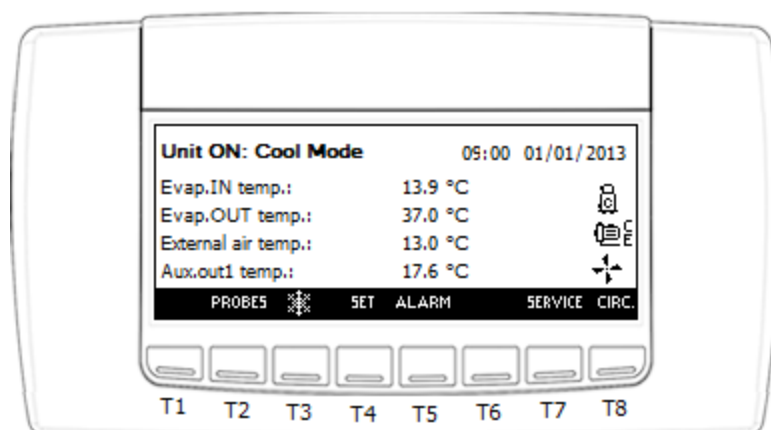 Unit ON: Cool Mode 09:00 01/01/2013
Evap.IN temp.: 13.9 °C
Evap.OUT temp.: 37.0 °C
External air temp.: 13.0 °C
Aux.out1 temp.: 17.6 °C
C
E
PROBES SET ALARM SERVICE CIRC.
T1 T2 T3 T4 T5 T6 T7 T8